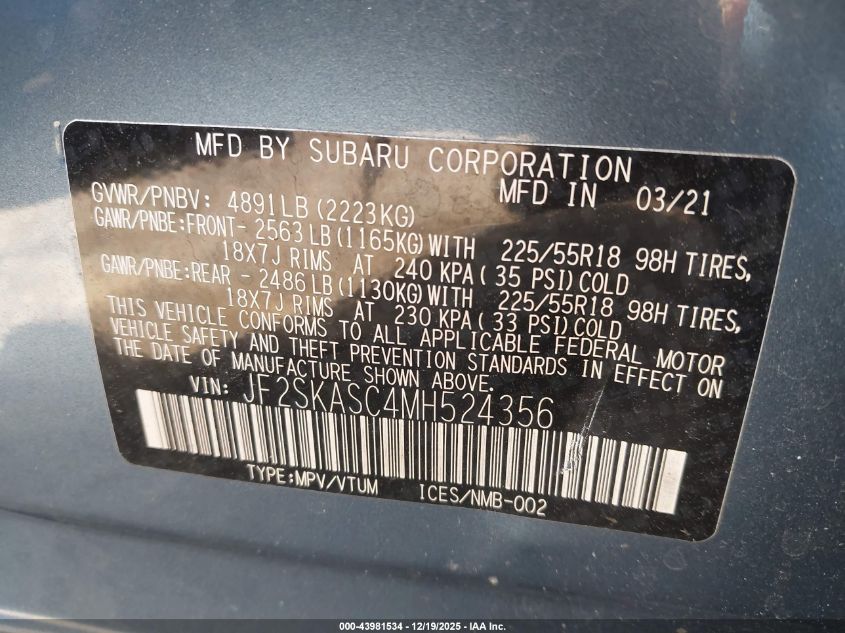 MFD BY SUBARU CORPORATION
MFD IN 03/21
GVWR/PNBV: 4891LB(2223KG)
GAWR/PNBE:FRONT- 2563LB(1165KG)WITH 225/55R18 98H TIRES,
18X7J RIMS AT 240 KPA( 35 PSI)COLD
GAWR/PNBE:REAR - 2486LB(1130KG)WITH 225/55R18 98H TIRES,
18X7J RIMS AT 230 KPA( 33 PSI)COLD
THIS VEHICLE CONFORMS TO ALL APPLICABLE FEDERAL MOTOR
VEHICLE SAFETY AND THEFT PREVENTION STANDARDS IN EFFECT ON
THE DATE OF MANUFACTURE SHOWN ABOVE.
VIN: JF2SKASC4MH524356
TYPE:MPV/VTUM ICES/NMB-002
000-43981534 - 12/19/2025 - IAA Inc.